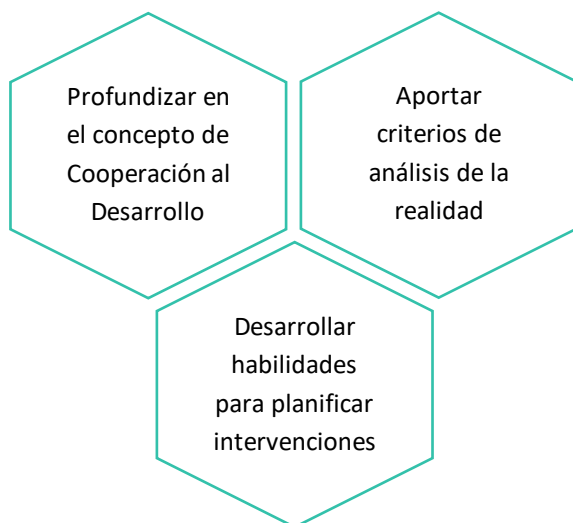 Profundizar en
el concepto de
Cooperación al
Desarrollo
Aportar
criterios de
análisis de la
realidad
Desarrollar
habilidades
para planificar
intervenciones